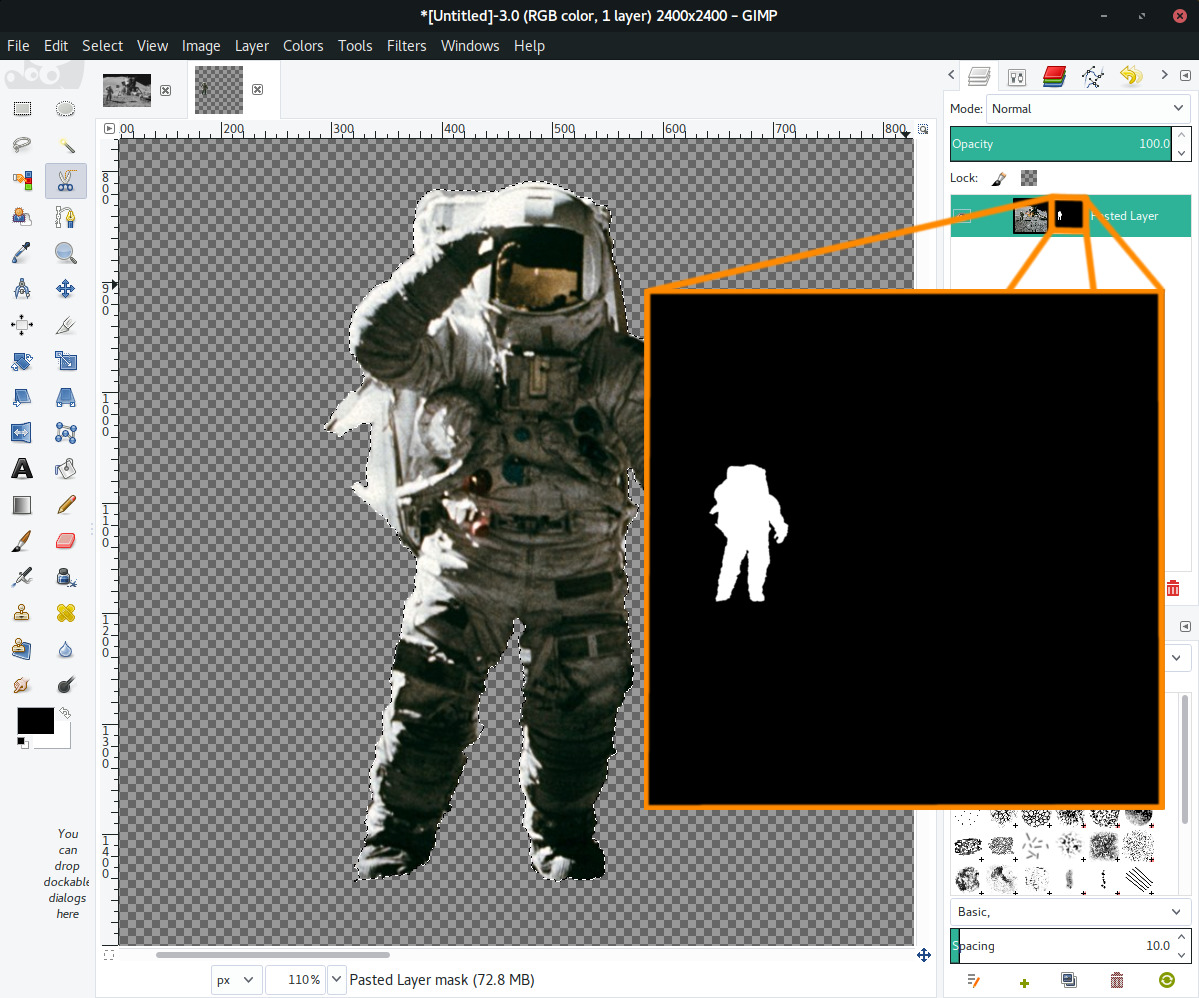 *[Untitled]-3.0 (RGB color, 1 layer) 2400x2400 – GIMP
File Edit Select View Image Layer Colors Tools Filters Windows Help
00 200 300 400 500 600 700 800
Mode: Normal
Opacity 100.0
Lock:
Pasted Layer
800
900
1000
1100
1200
1300
1400
You
can
drop
dockable
dialogs
here
Basic,
Spacing 10.0
px 110% Pasted Layer mask (72.8 MB)